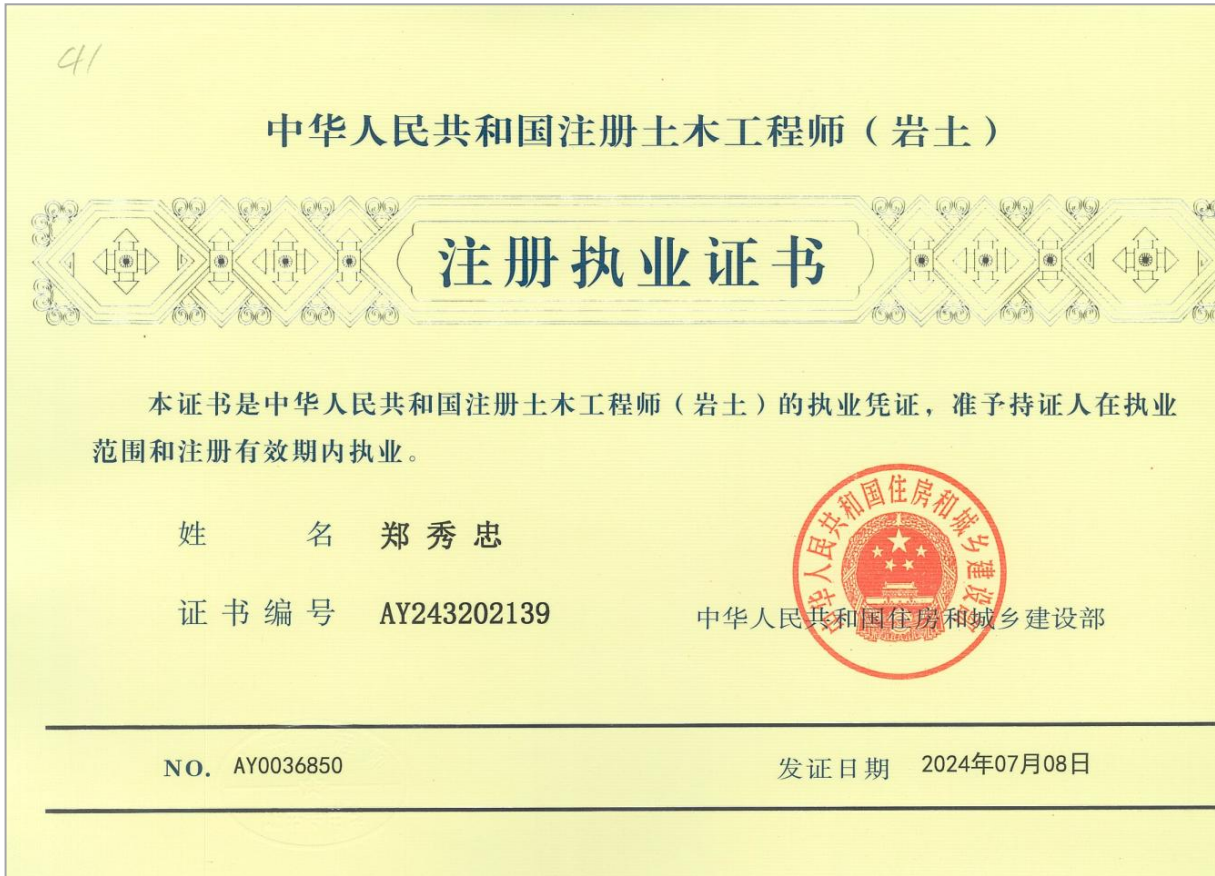 41
中华人民共和国注册土木工程师（岩土）
注册执业证书
本证书是中华人民共和国注册土木工程师（岩土）的执业凭证，准予持证人在执业
范围和注册有效期内执业。
姓 名 郑秀忠
证书编号 AY243202139
中华人民共和国住房和城乡建设部
中华人民共和国住房和城乡建设部
NO. AY0036850
发证日期 2024年07月08日